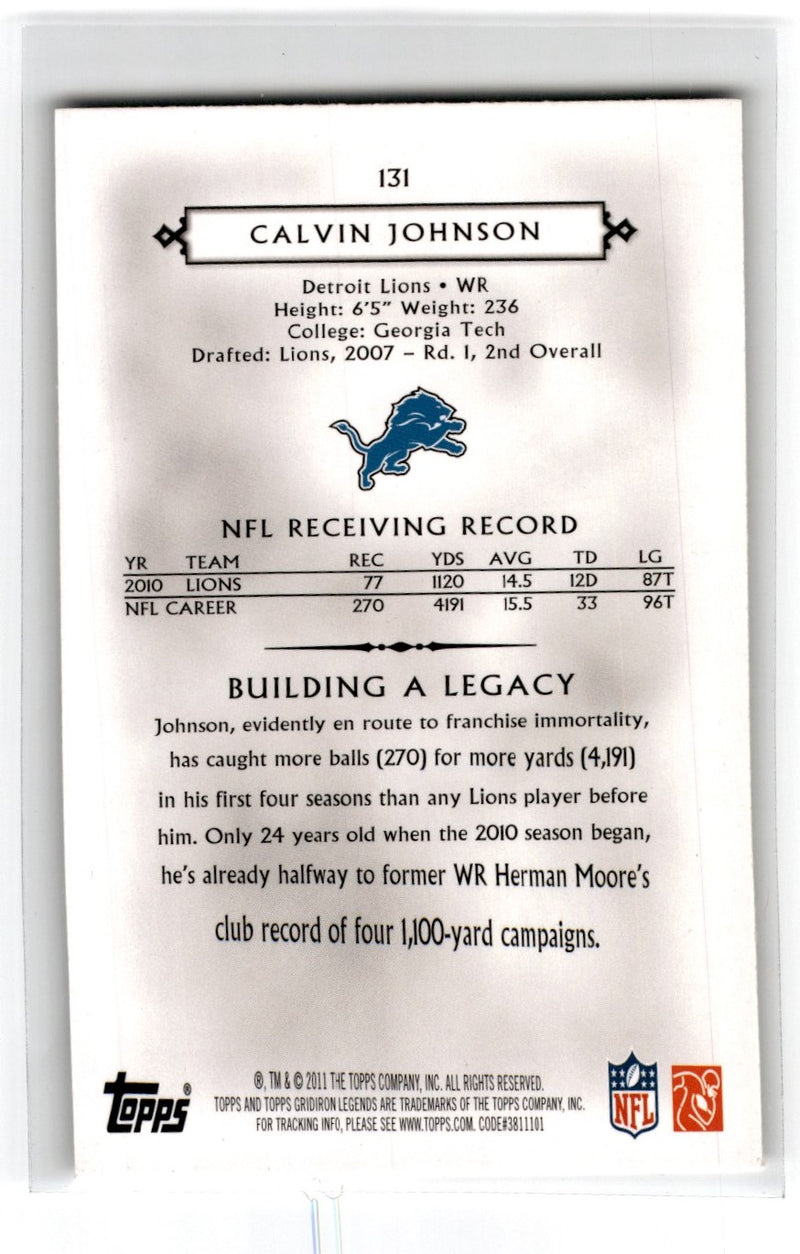 131
CALVIN JOHNSON
Detroit Lions • WR
Height: 6'5" Weight: 236
College: Georgia Tech
Drafted: Lions, 2007 – Rd. 1, 2nd Overall
NFL RECEIVING RECORD
YR TEAM REC YDS AVG TD LG
2010 LIONS 77 1120 14.5 12D 87T
NFL CAREER 270 4191 15.5 33 96T
BUILDING A LEGACY
Johnson, evidently en route to franchise immortality,
has caught more balls (270) for more yards (4,191)
in his first four seasons than any Lions player before
him. Only 24 years old when the 2010 season began,
he's already halfway to former WR Herman Moore's
club record of four 1,100-yard campaigns.
Topps®
®, TM & © 2011 THE TOPPS COMPANY, INC. ALL RIGHTS RESERVED.
TOPPS AND TOPPS GRIDIRON LEGENDS ARE TRADEMARKS OF THE TOPPS COMPANY, INC.
FOR TRACKING INFO, PLEASE SEE WWW.TOPPS.COM. CODE#3811101
NFL